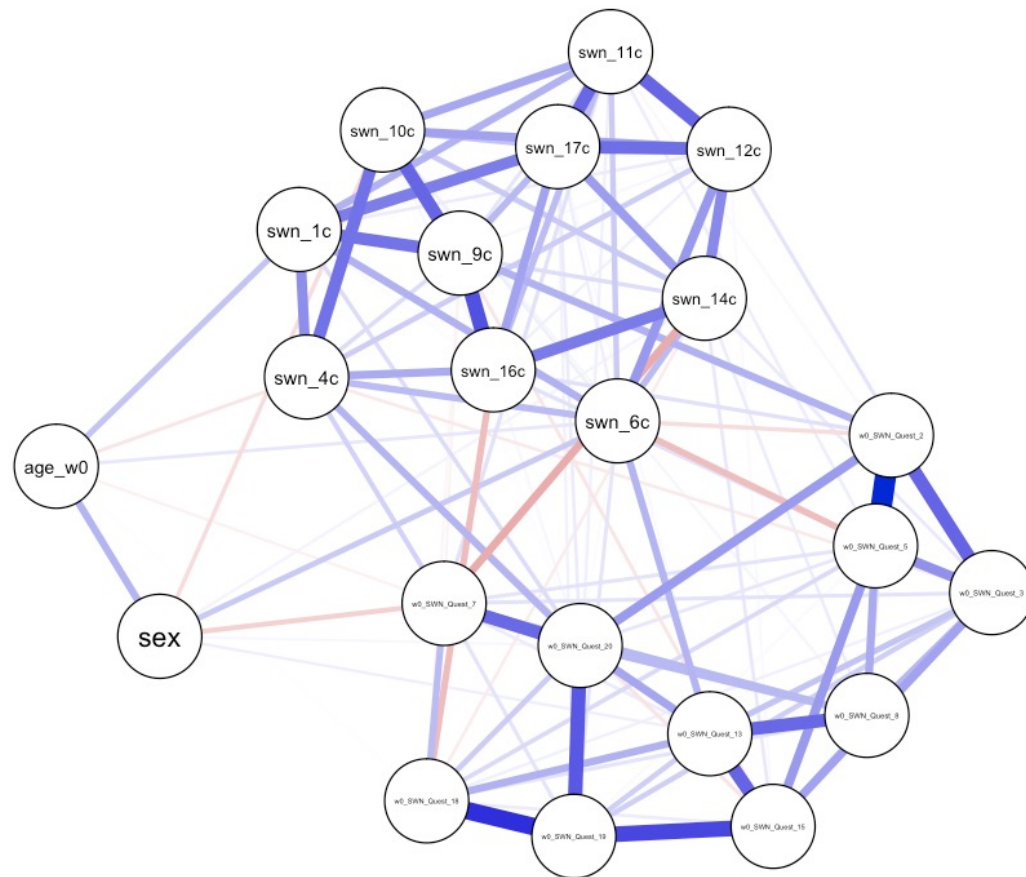 swn_11c
swn_10c
swn_17c
swn_12c
swn_1c
swn_9c
swn_14c
swn_4c
swn_16c
swn_6c
w0_SWN_Quest_2
age_w0
w0_SWN_Quest_5
w0_SWN_Quest_3
w0_SWN_Quest_7
sex
w0_SWN_Quest_20
w0_SWN_Quest_8
w0_SWN_Quest_13
w0_SWN_Quest_18
w0_SWN_Quest_19
w0_SWN_Quest_15